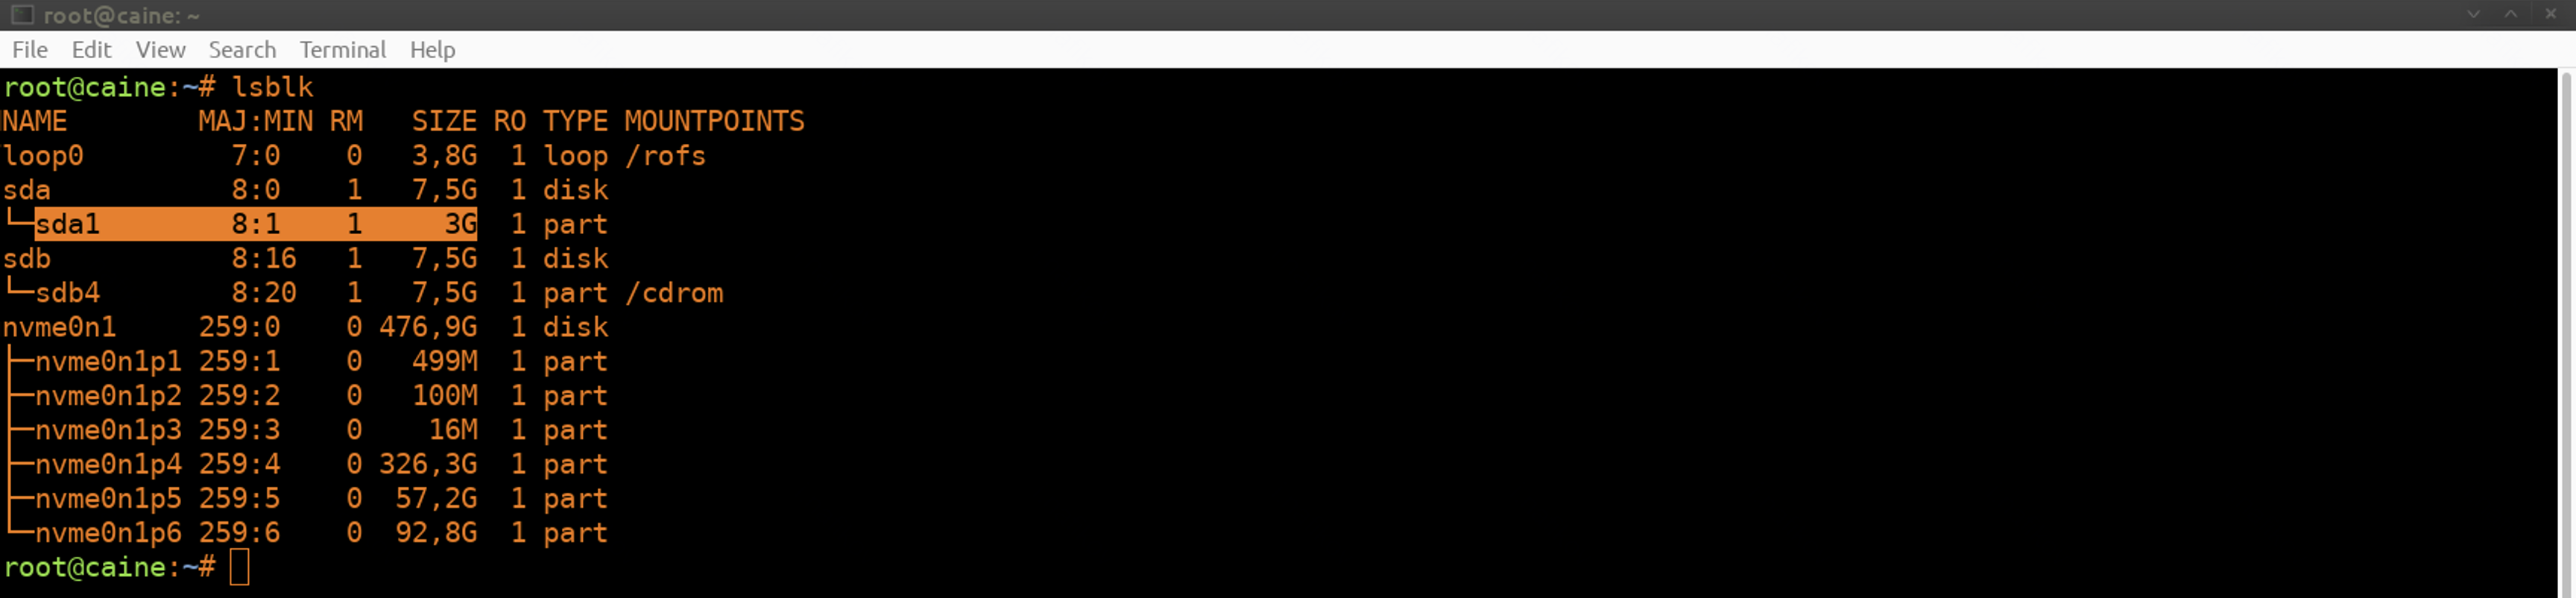 root@caine: ~
File Edit View Search Terminal Help
root@caine:~# lsblk
NAME        MAJ:MIN RM   SIZE RO TYPE MOUNTPOINTS
loop0         7:0    0   3,8G  1 loop /rofs
sda           8:0    1   7,5G  1 disk
└─sda1        8:1    1     3G  1 part
sdb           8:16   1   7,5G  1 disk
└─sdb4        8:20   1   7,5G  1 part /cdrom
nvme0n1     259:0    0 476,9G  1 disk
├─nvme0n1p1 259:1    0   499M  1 part
├─nvme0n1p2 259:2    0   100M  1 part
├─nvme0n1p3 259:3    0    16M  1 part
├─nvme0n1p4 259:4    0 326,3G  1 part
├─nvme0n1p5 259:5    0  57,2G  1 part
└─nvme0n1p6 259:6    0  92,8G  1 part
root@caine:~#